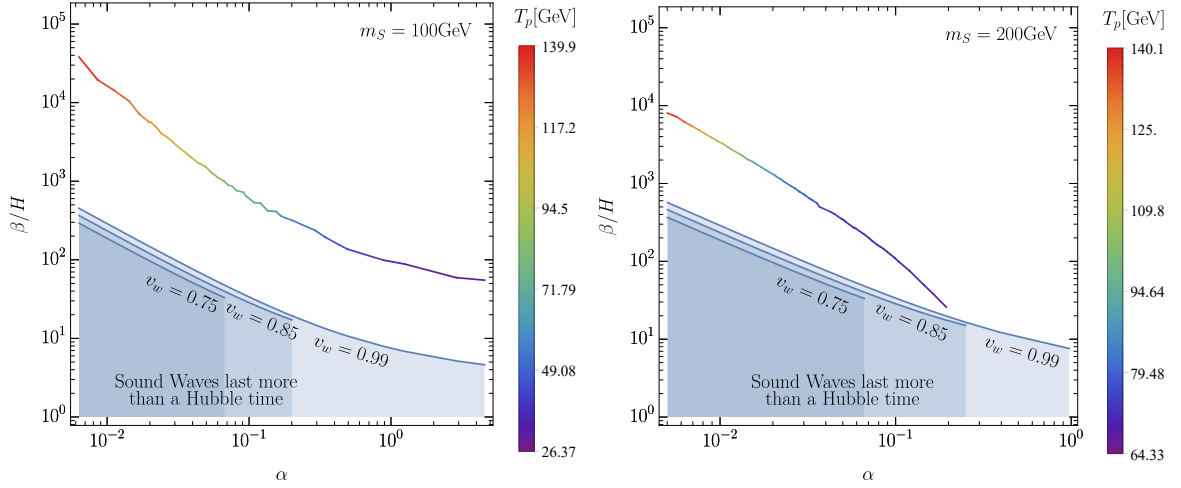 T_p[GeV]
m_S = 100GeV
10^5
10^4
10^3
10^2
10^1
10^0
β/H
v_w = 0.75
v_w = 0.85
v_w = 0.99
Sound Waves last more
than a Hubble time
10^−2
10^−1
10^0
α
139.9
117.2
94.5
71.79
49.08
26.37
T_p[GeV]
m_S = 200GeV
10^5
10^4
10^3
10^2
10^1
10^0
β/H
v_w = 0.75
v_w = 0.85
v_w = 0.99
Sound Waves last more
than a Hubble time
10^−2
10^−1
10^0
α
140.1
125.
109.8
94.64
79.48
64.33